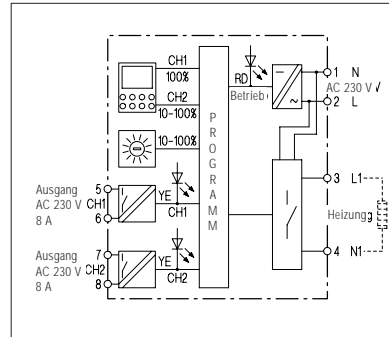 CH1
100%
CH2
10-100%
10-100%
PROGRAMM
RD
Betrieb
1 N
AC 230 V
2 L
Ausgang
AC 230 V
8 A
5
CH1
6
YE
CH1
3 L1
Heizung
4 N1
Ausgang
AC 230 V
8 A
7
CH2
8
YE
CH2